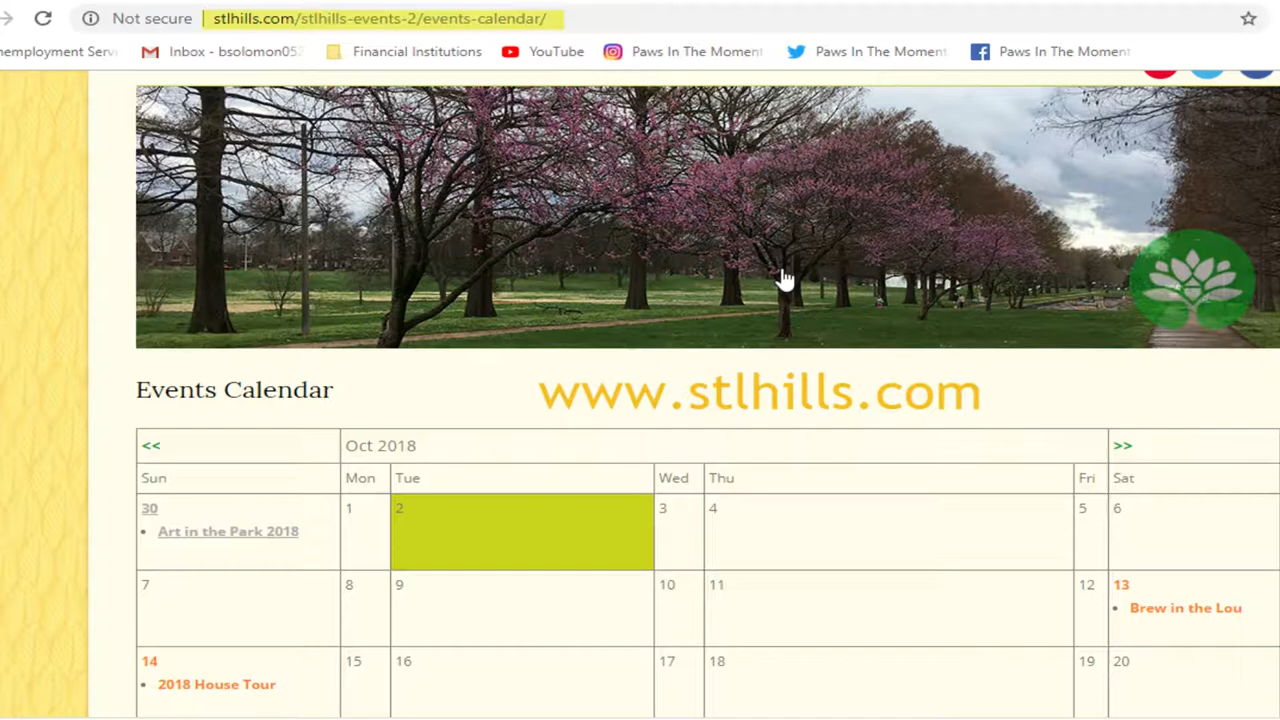 Not secure stlhills.com/stlhills-events-2/events-calendar/
nemployment Serv Inbox - bsolomon05 Financial Institutions YouTube Paws In The Moment Paws In The Moment Paws In The Moment
Events Calendar
www.stlhills.com
<< Oct 2018 >>
Sun Mon Tue Wed Thu Fri Sat
30 1 2 3 4 5 6
• Art in the Park 2018
7 8 9 10 11 12 13
• Brew in the Lou
14 15 16 17 18 19 20
• 2018 House Tour